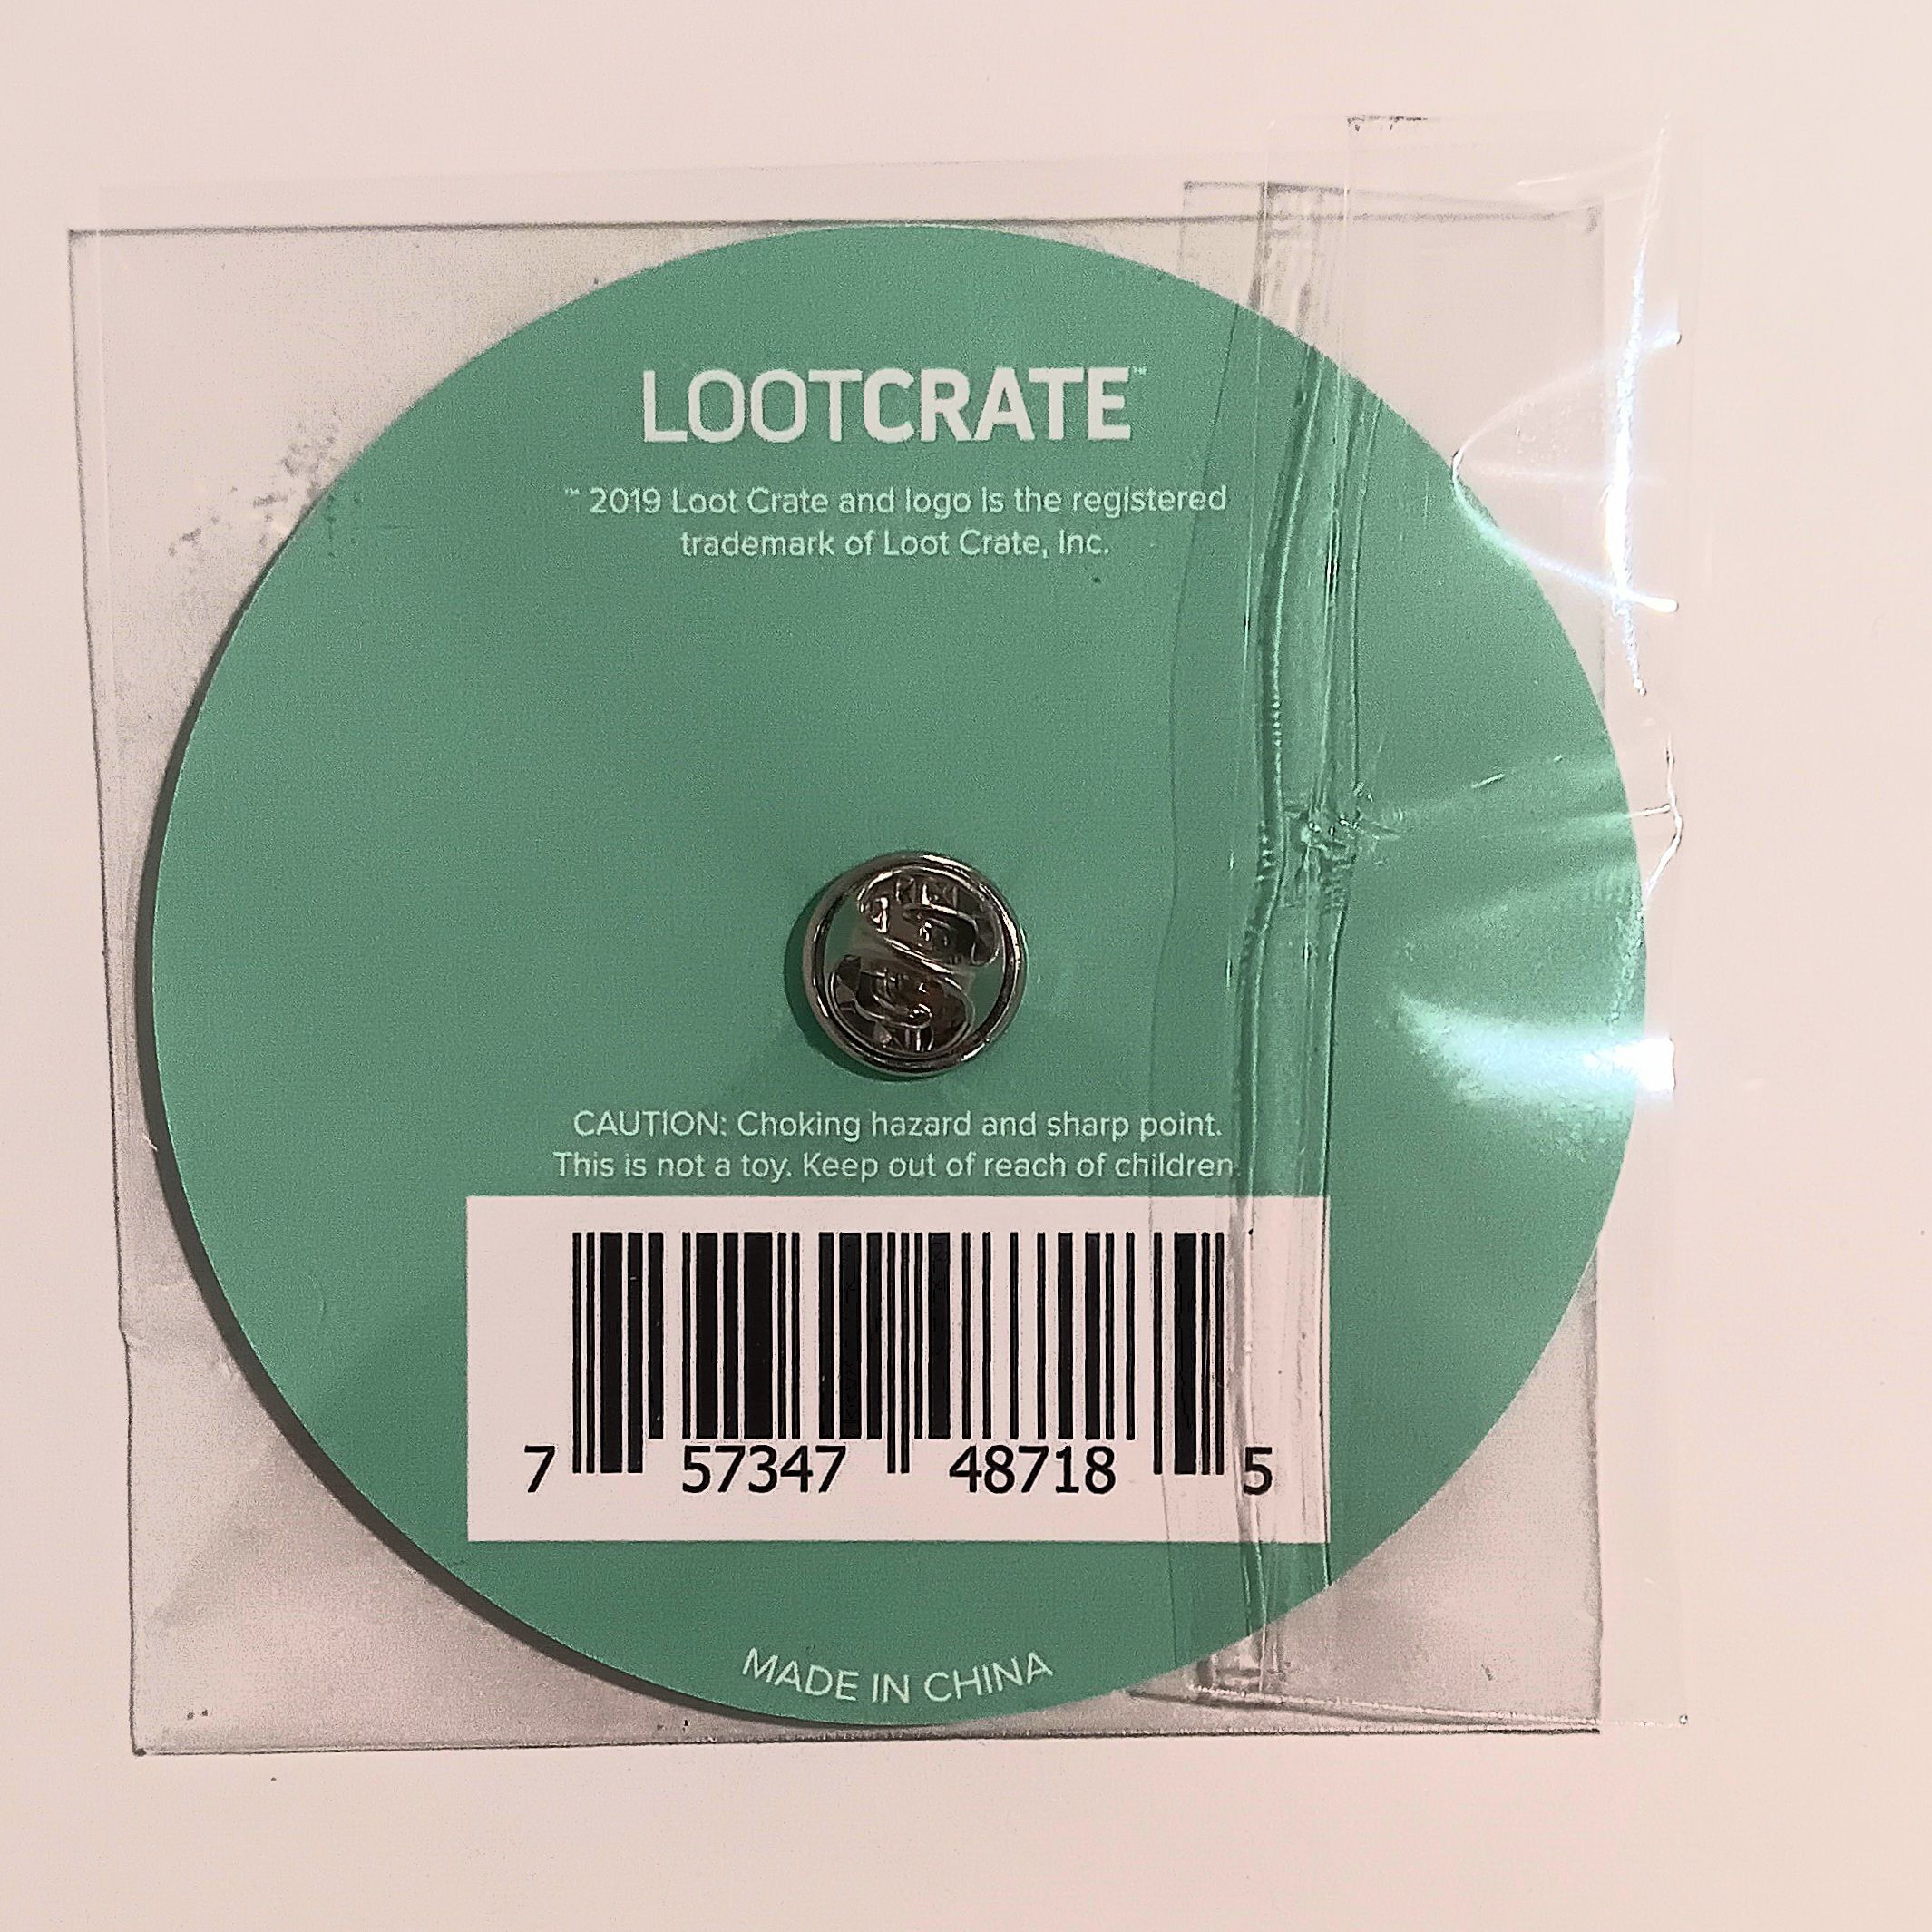 LOOTCRATE™
™ 2019 Loot Crate and logo is the registered
trademark of Loot Crate, Inc.
CAUTION: Choking hazard and sharp point.
This is not a toy. Keep out of reach of children.
7 57347 48718 5
MADE IN CHINA